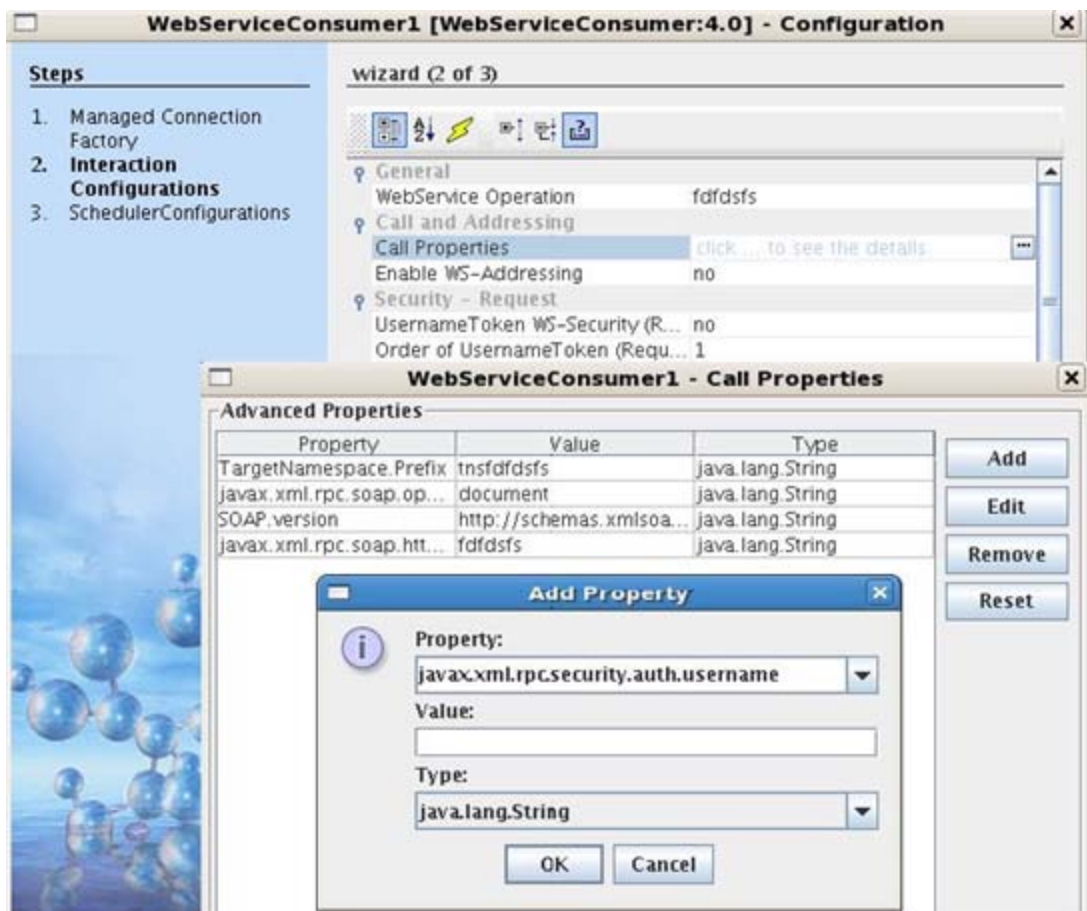 WebServiceConsumer1 [WebServiceConsumer:4.0] - Configuration
Steps
1. Managed Connection
Factory
2. Interaction
Configurations
3. SchedulerConfigurations
wizard (2 of 3)
General
WebService Operation fdfdsfs
Call and Addressing
Call Properties click ... to see the details ...
Enable WS-Addressing no
Security - Request
UsernameToken WS-Security (R... no
Order of UsernameToken (Requ... 1
WebServiceConsumer1 - Call Properties
Advanced Properties
Property Value Type
TargetNamespace.Prefix tnsfdfdsfs java.lang.String
javax.xml.rpc.soap.op... document java.lang.String
SOAP.version http://schemas.xmlsoa... java.lang.String
javax.xml.rpc.soap.htt... fdfdsfs java.lang.String
Add
Edit
Remove
Reset
Add Property
Property:
javax.xml.rpc.security.auth.username
Value:
Type:
java.lang.String
OK Cancel